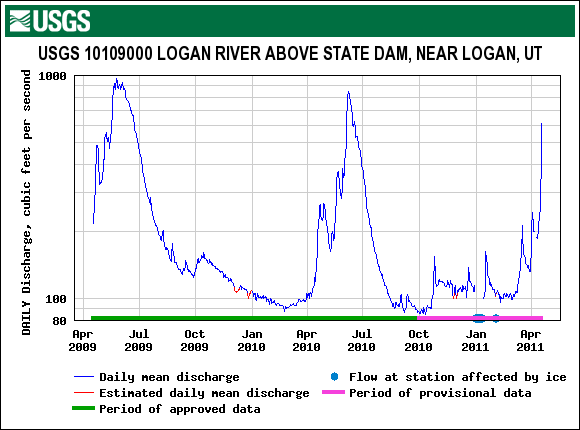 USGS
USGS 10109000 LOGAN RIVER ABOVE STATE DAM, NEAR LOGAN, UT
DAILY Discharge, cubic feet per second
1000
100
80
Apr 2009
Jul 2009
Oct 2009
Jan 2010
Apr 2010
Jul 2010
Oct 2010
Jan 2011
Apr 2011
Daily mean discharge
Flow at station affected by ice
Estimated daily mean discharge
Period of provisional data
Period of approved data